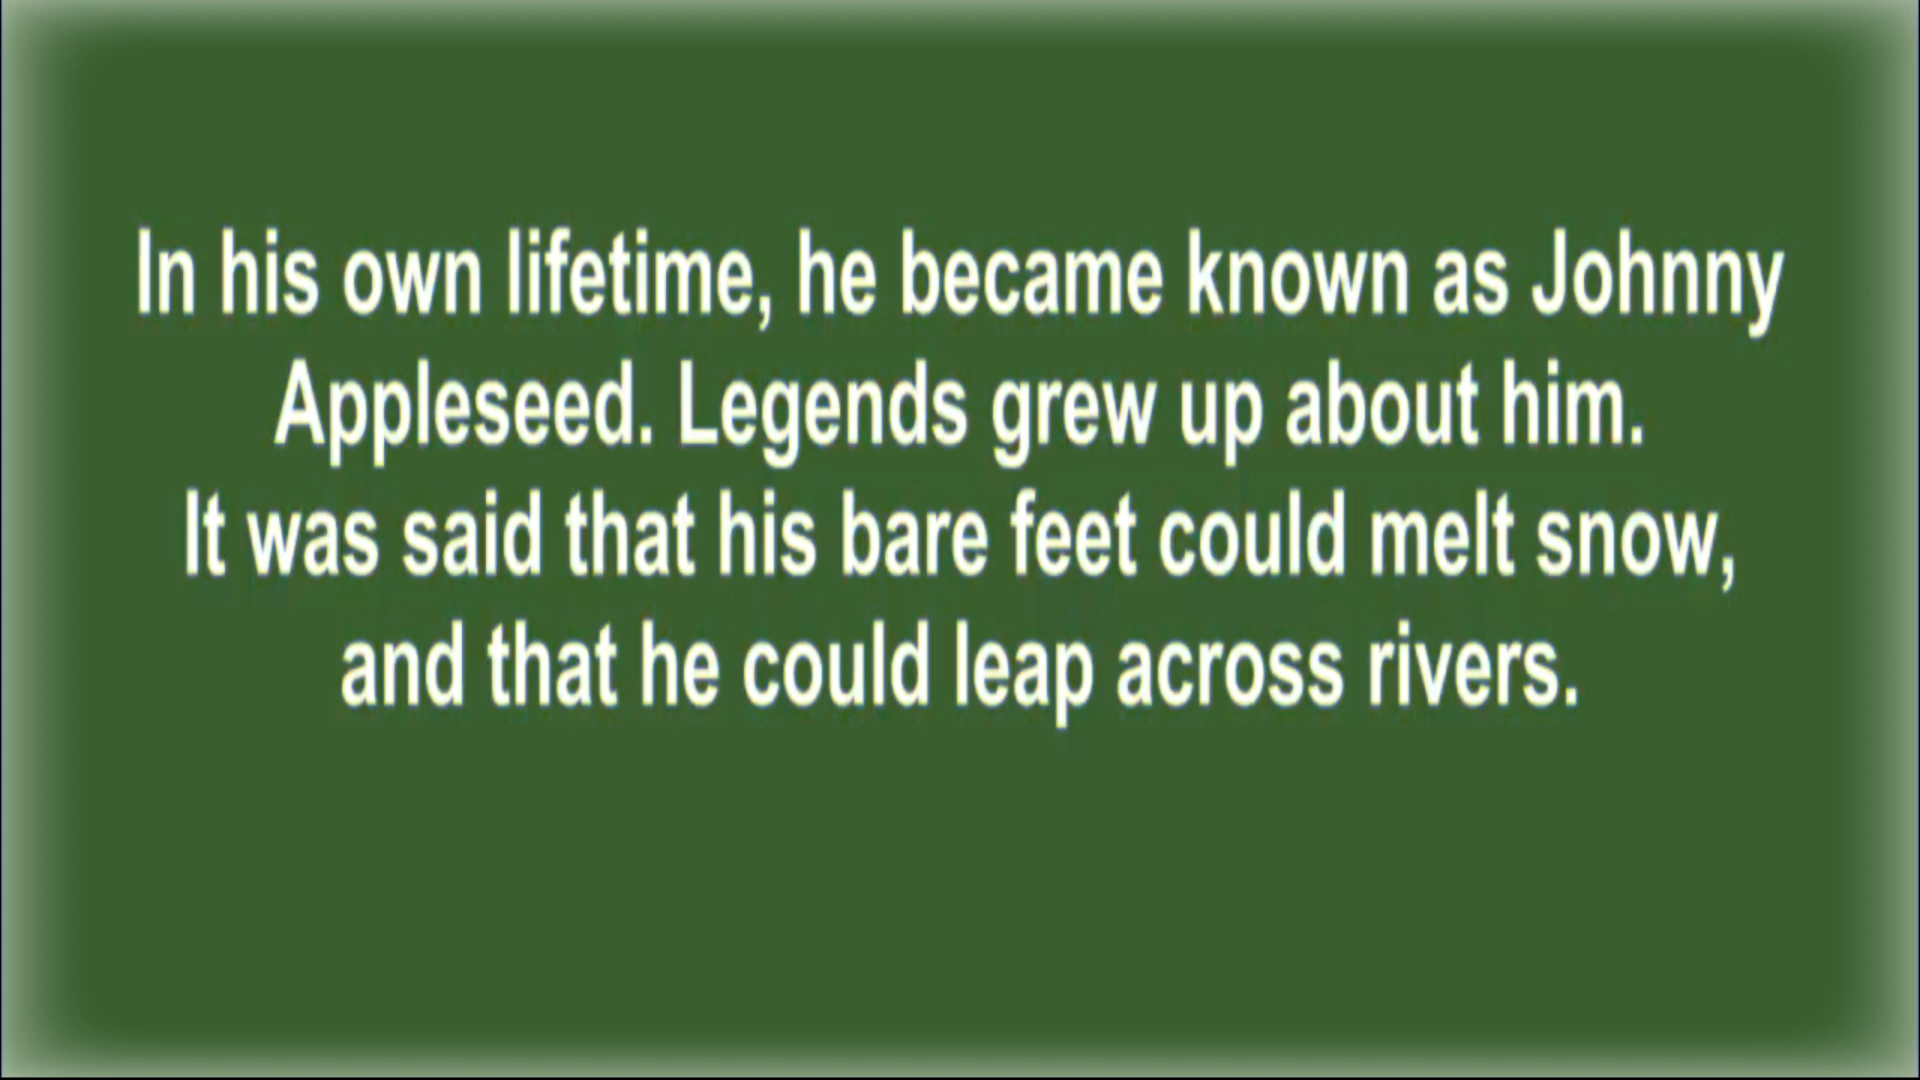 In his own lifetime, he became known as Johnny
Appleseed. Legends grew up about him.
It was said that his bare feet could melt snow,
and that he could leap across rivers.